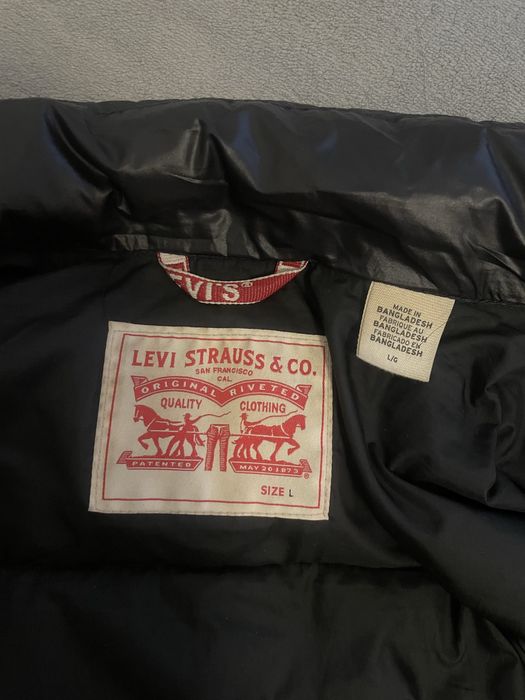 LEVI'S®
MADE IN
BANGLADESH
FABRIQUE AU
BANGLADESH
FABRICADO EN
BANGLADESH
L/G
LEVI STRAUSS & CO.
SAN FRANCISCO
CAL.
ORIGINAL RIVETED
QUALITY CLOTHING
PATENTED MAY 20 1873
®
SIZE L